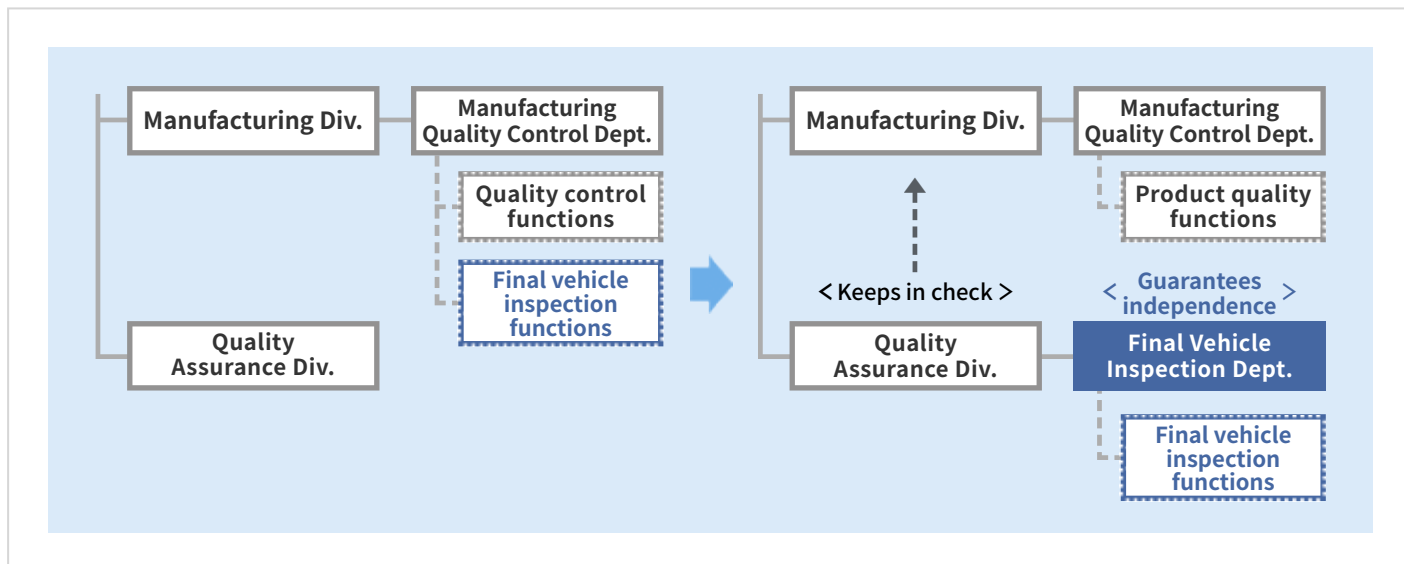 Manufacturing Div.
Manufacturing
Quality Control Dept.
Quality control
functions
Final vehicle
inspection
functions
Quality
Assurance Div.
Manufacturing Div.
Manufacturing
Quality Control Dept.
Product quality
functions
< Keeps in check >
< Guarantees
independence >
Quality
Assurance Div.
Final Vehicle
Inspection Dept.
Final vehicle
inspection
functions